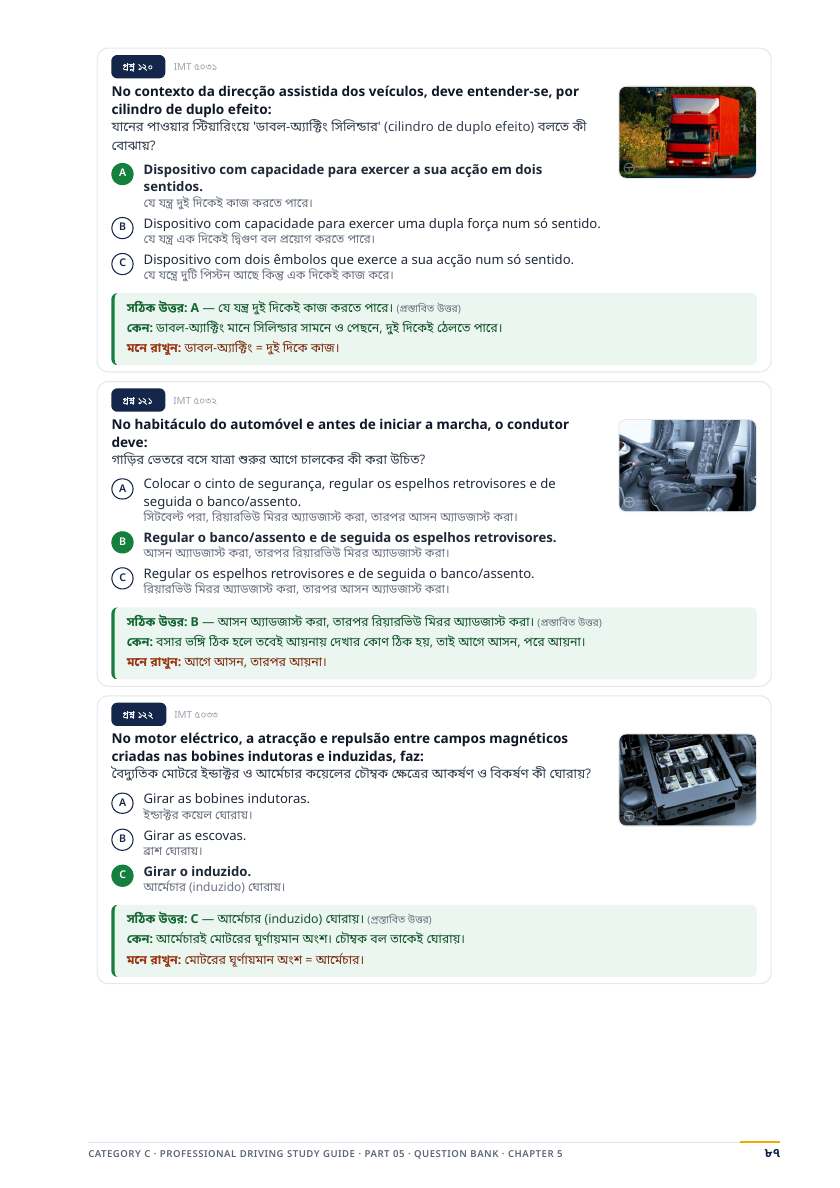 প্রশ্ন ১২০ IMT ৫০৩১
No contexto da direcção assistida dos veículos, deve entender-se, por
cilindro de duplo efeito:
যানের পাওয়ার স্টিয়ারিংয়ে 'ডাবল-অ্যাক্টিং সিলিন্ডার' (cilindro de duplo efeito) বলতে কী
বোঝায়?
A Dispositivo com capacidade para exercer a sua acção em dois
sentidos.
যে যন্ত্র দুই দিকেই কাজ করতে পারে।
B Dispositivo com capacidade para exercer uma dupla força num só sentido.
যে যন্ত্র এক দিকেই দ্বিগুণ বল প্রয়োগ করতে পারে।
C Dispositivo com dois êmbolos que exerce a sua acção num só sentido.
যে যন্ত্রে দুটি পিস্টন আছে কিন্তু এক দিকেই কাজ করে।
সঠিক উত্তর: A — যে যন্ত্র দুই দিকেই কাজ করতে পারে। (প্রস্তাবিত উত্তর)
কেন: ডাবল-অ্যাক্টিং মানে সিলিন্ডার সামনে ও পেছনে, দুই দিকেই ঠেলতে পারে।
মনে রাখুন: ডাবল-অ্যাক্টিং = দুই দিকে কাজ।
প্রশ্ন ১২১ IMT ৫০৩২
No habitáculo do automóvel e antes de iniciar a marcha, o condutor
deve:
গাড়ির ভেতরে বসে যাত্রা শুরুর আগে চালকের কী করা উচিত?
A Colocar o cinto de segurança, regular os espelhos retrovisores e de
seguida o banco/assento.
সিটবেল্ট পরা, রিয়ারভিউ মিরর অ্যাডজাস্ট করা, তারপর আসন অ্যাডজাস্ট করা।
B Regular o banco/assento e de seguida os espelhos retrovisores.
আসন অ্যাডজাস্ট করা, তারপর রিয়ারভিউ মিরর অ্যাডজাস্ট করা।
C Regular os espelhos retrovisores e de seguida o banco/assento.
রিয়ারভিউ মিরর অ্যাডজাস্ট করা, তারপর আসন অ্যাডজাস্ট করা।
সঠিক উত্তর: B — আসন অ্যাডজাস্ট করা, তারপর রিয়ারভিউ মিরর অ্যাডজাস্ট করা। (প্রস্তাবিত উত্তর)
কেন: বসার ভঙ্গি ঠিক হলে তবেই আয়নায় দেখার কোণ ঠিক হয়, তাই আগে আসন, পরে আয়না।
মনে রাখুন: আগে আসন, তারপর আয়না।
প্রশ্ন ১২২ IMT ৫০৩৩
No motor eléctrico, a atracção e repulsão entre campos magnéticos
criadas nas bobines indutoras e induzidas, faz:
বৈদ্যুতিক মোটরে ইন্ডাক্টর ও আর্মেচার কয়েলের চৌম্বক ক্ষেত্রের আকর্ষণ ও বিকর্ষণ কী ঘোরায়?
A Girar as bobines indutoras.
ইন্ডাক্টর কয়েল ঘোরায়।
B Girar as escovas.
ব্রাশ ঘোরায়।
C Girar o induzido.
আর্মেচার (induzido) ঘোরায়।
সঠিক উত্তর: C — আর্মেচার (induzido) ঘোরায়। (প্রস্তাবিত উত্তর)
কেন: আর্মেচারই মোটরের ঘূর্ণায়মান অংশ। চৌম্বক বল তাকেই ঘোরায়।
মনে রাখুন: মোটরের ঘূর্ণায়মান অংশ = আর্মেচার।
CATEGORY C · PROFESSIONAL DRIVING STUDY GUIDE · PART 05 · QUESTION BANK · CHAPTER 5 ৮৭